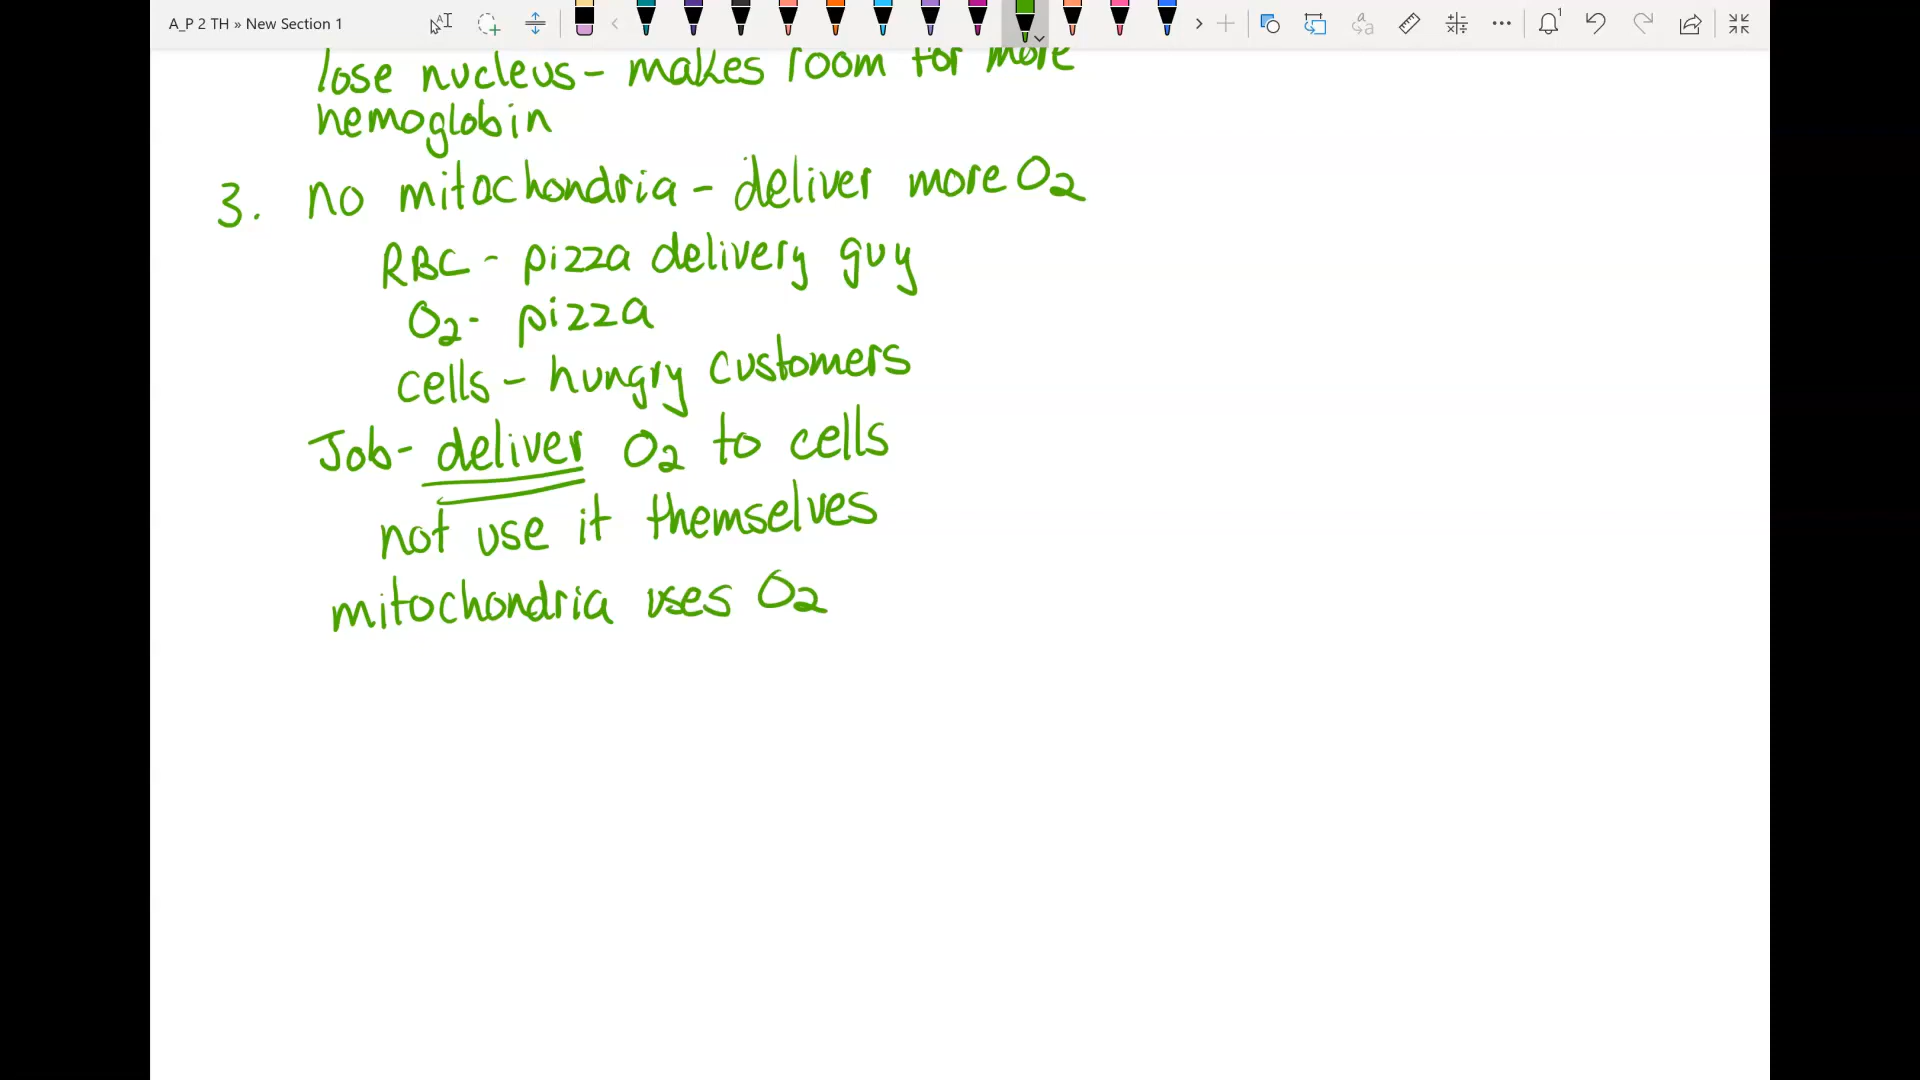 A_P 2 TH » New Section 1
lose nucleus - makes room for more
hemoglobin
3. no mitochondria - deliver more O2
RBC - pizza delivery guy
O2 - pizza
cells - hungry customers
Job - deliver O2 to cells
not use it themselves
mitochondria uses O2